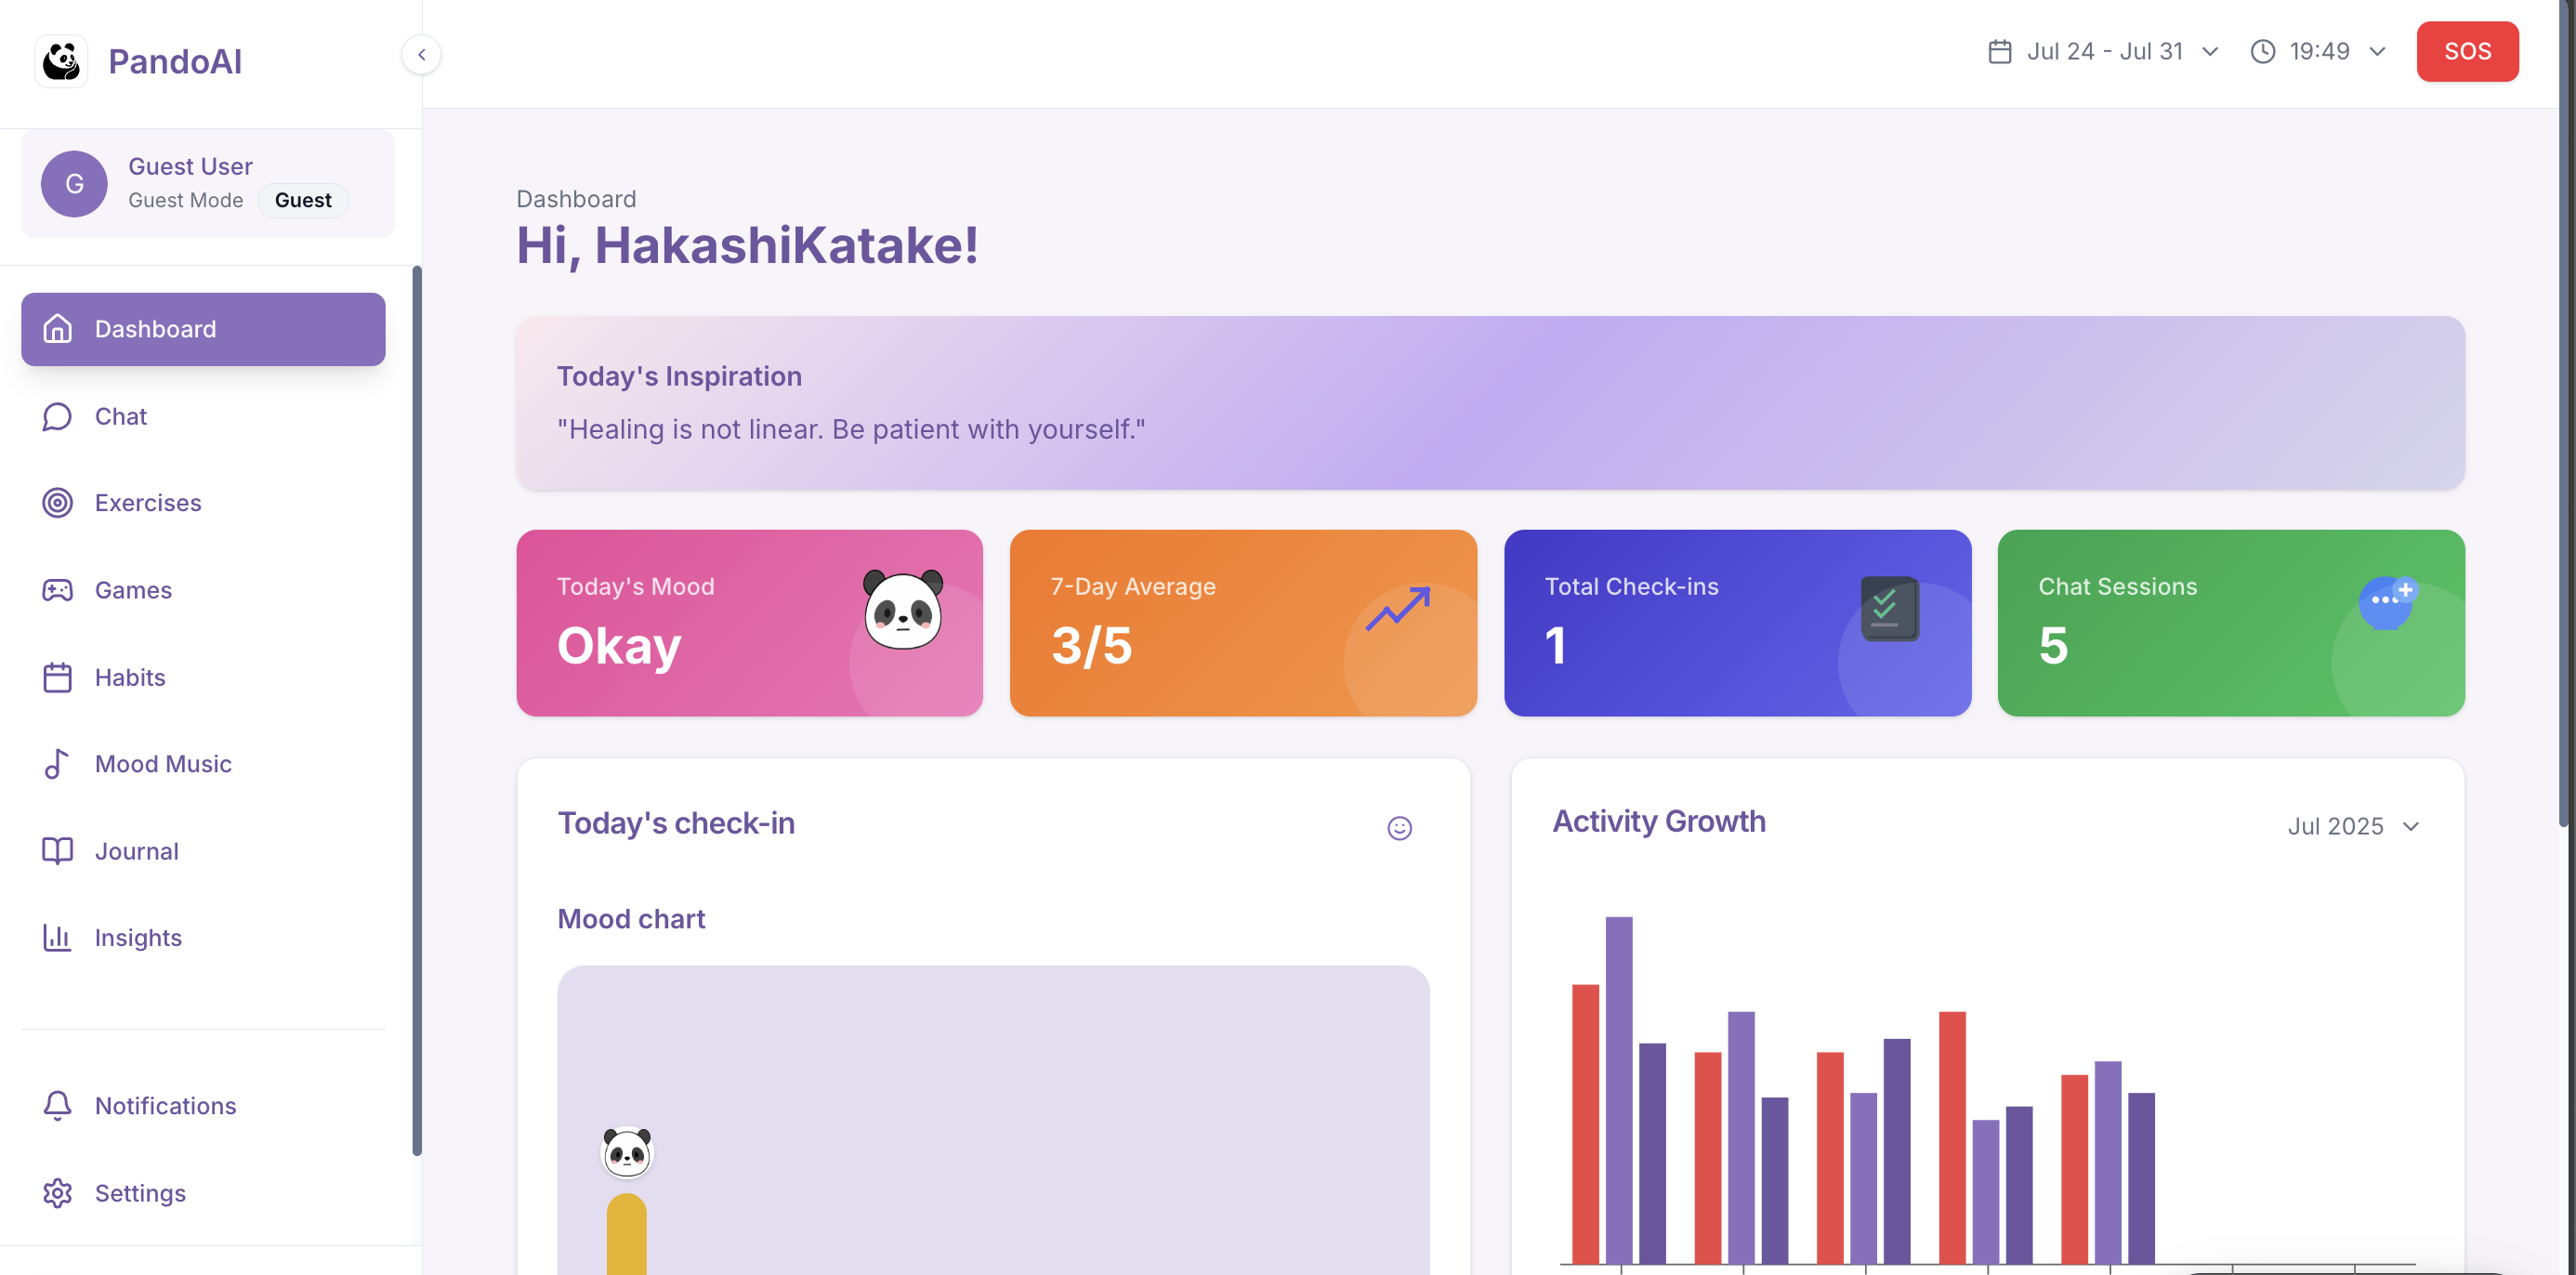 PandoAI
Jul 24 - Jul 31
19:49
SOS
G
Guest User
Guest Mode
Guest
Dashboard
Chat
Exercises
Games
Habits
Mood Music
Journal
Insights
Notifications
Settings
Dashboard
Hi, HakashiKatake!
Today's Inspiration
"Healing is not linear. Be patient with yourself."
Today's Mood
Okay
7-Day Average
3/5
Total Check-ins
1
Chat Sessions
5
Today's check-in
Mood chart
Activity Growth
Jul 2025